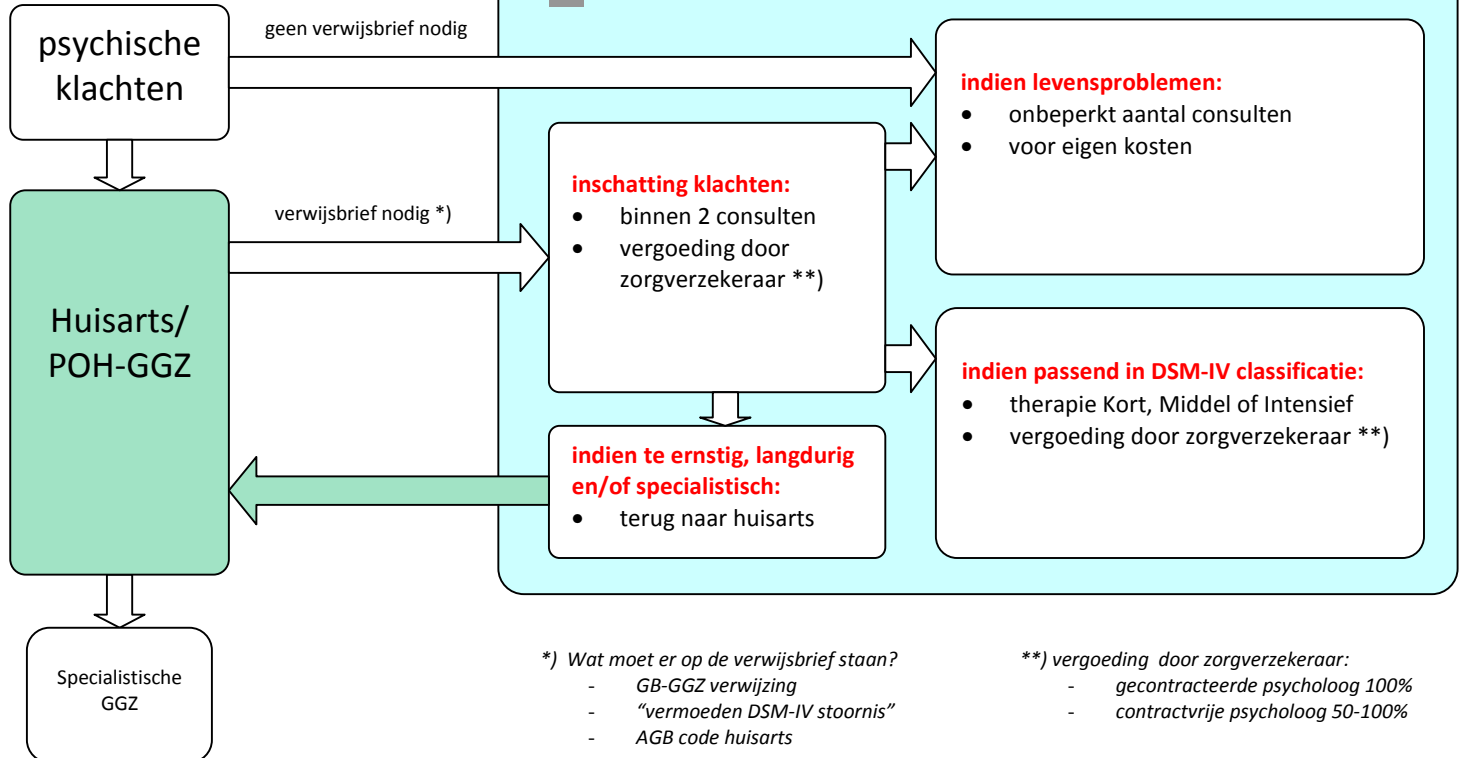 psychische
klachten
geen verwijsbrief nodig
indien levensproblemen:
• onbeperkt aantal consulten
• voor eigen kosten
Huisarts/
POH-GGZ
verwijsbrief nodig *)
inschatting klachten:
• binnen 2 consulten
• vergoeding door
zorgverzekeraar **)
indien passend in DSM-IV classificatie:
• therapie Kort, Middel of Intensief
• vergoeding door zorgverzekeraar **)
indien te ernstig, langdurig
en/of specialistisch:
• terug naar huisarts
Specialistische
GGZ
*) Wat moet er op de verwijsbrief staan?
- GB-GGZ verwijzing
- “vermoeden DSM-IV stoornis”
- AGB code huisarts
**) vergoeding door zorgverzekeraar:
- gecontracteerde psycholoog 100%
- contractvrije psycholoog 50-100%